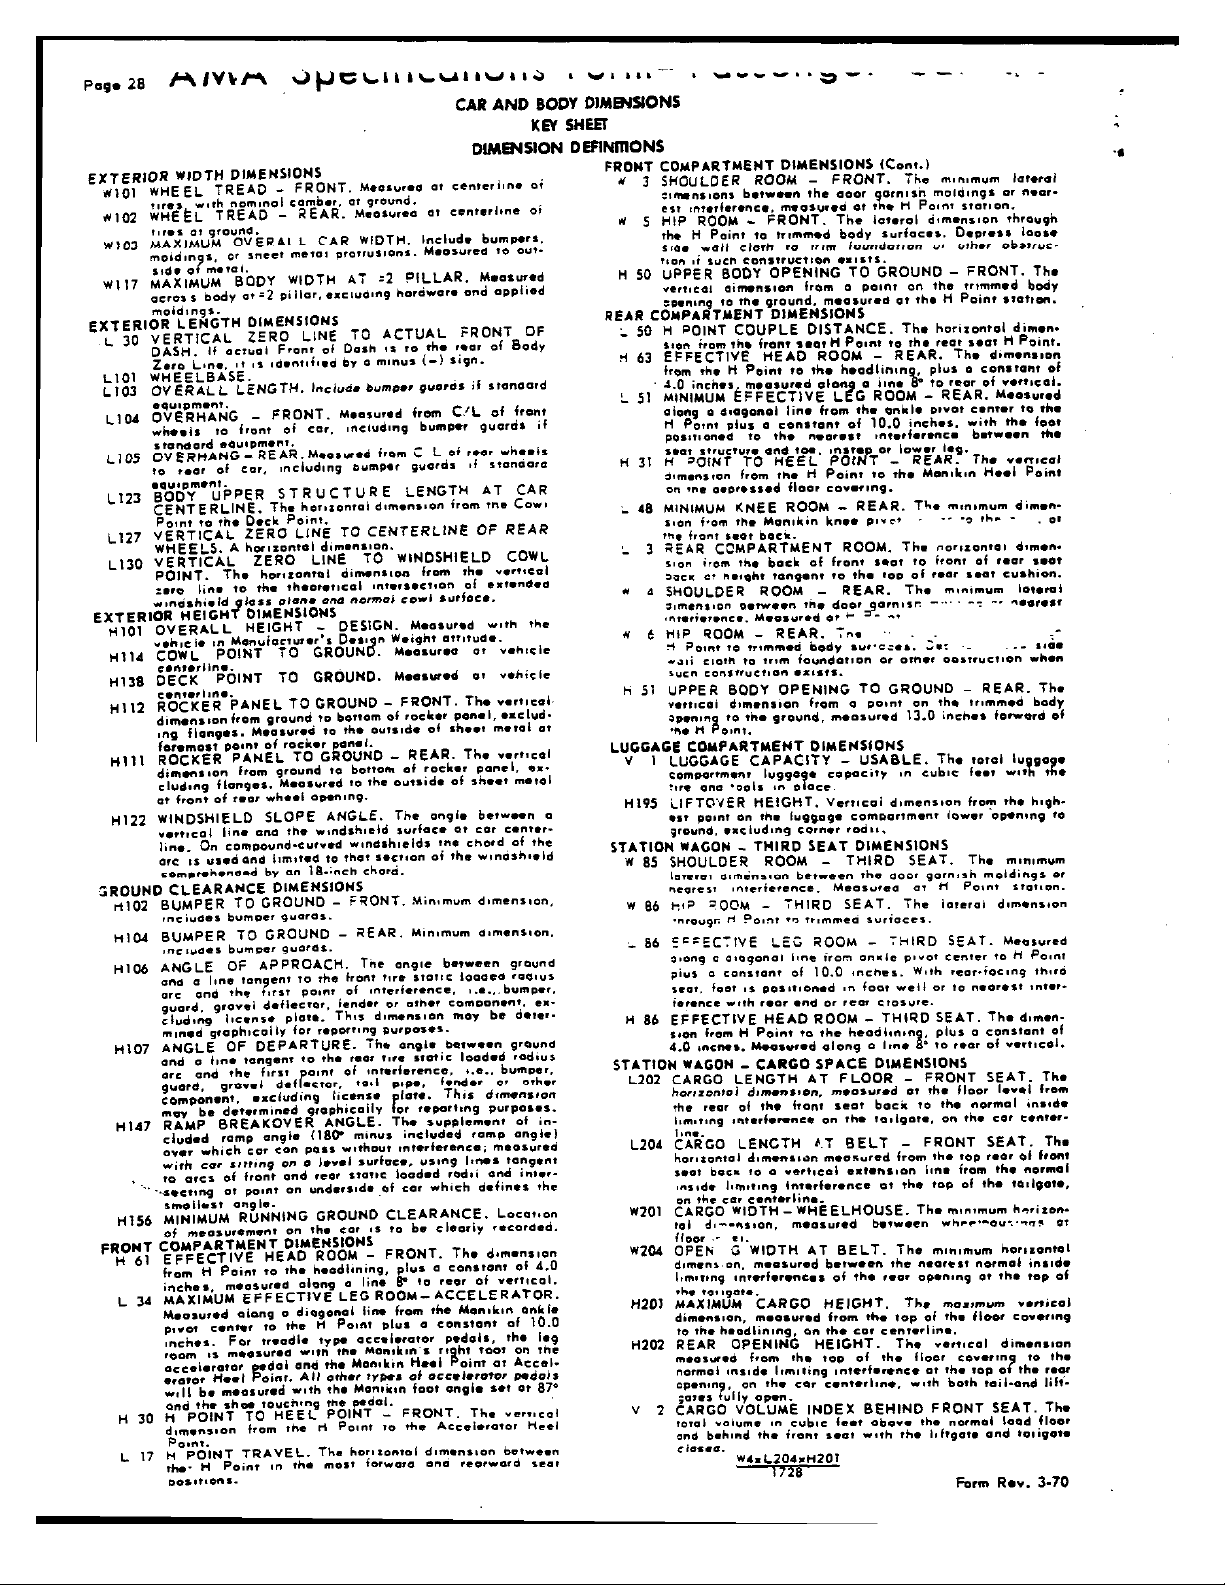 Page 28
AMA Specifications Form
CAR AND BODY DIMENSIONS
KEY SHEET
DIMENSION DEFINITIONS
EXTERIOR WIDTH DIMENSIONS
W101 WHEEL TREAD - FRONT. Measured at centerline of
tires, with nominal camber, at ground.
W102 WHEEL TREAD - REAR. Measured at centerline of
tires at ground.
W103 MAXIMUM OVERALL CAR WIDTH. Include bumpers,
moldings, or sheet metal protrusions. Measured to out-
side of metal.
W117 MAXIMUM BODY WIDTH AT #2 PILLAR. Measured
across body at #2 pillar, excluding hardware and applied
moldings.
EXTERIOR LENGTH DIMENSIONS
L 30 VERTICAL ZERO LINE TO ACTUAL FRONT OF
DASH. If actual Front of Dash is to the rear of Body
Zero Line, it is identified by a minus (-) sign.
L101 WHEELBASE.
L103 OVERALL LENGTH. Include bumper guards if standard
equipment.
L104 OVERHANG - FRONT. Measured from C/L of front
wheels to front of car, including bumper guards if
standard equipment.
L105 OVERHANG - REAR. Measured from C L of rear wheels
to rear of car, including bumper guards if standard
equipment.
L123 BODY UPPER STRUCTURE LENGTH AT CAR
CENTERLINE. The horizontal dimension from the Cowl
Point to the Deck Point.
L127 VERTICAL ZERO LINE TO CENTERLINE OF REAR
WHEELS. A horizontal dimension.
L130 VERTICAL ZERO LINE TO WINDSHIELD COWL
POINT. The horizontal dimension from the vertical
zero line to the theoretical intersection of extended
windshield glass plane and normal cowl surface.
EXTERIOR HEIGHT DIMENSIONS
H101 OVERALL HEIGHT - DESIGN. Measured with the
vehicle in Manufacturer's Design Weight attitude.
H114 COWL POINT TO GROUND. Measured at vehicle
centerline.
H138 DECK POINT TO GROUND. Measured at vehicle
centerline.
H112 ROCKER PANEL TO GROUND - FRONT. The vertical
dimension from ground to bottom of rocker panel, exclud-
ing flanges. Measured to the outside of sheet metal at
foremost point of rocker panel.
H111 ROCKER PANEL TO GROUND - REAR. The vertical
dimension from ground to bottom of rocker panel, ex-
cluding flanges. Measured to the outside of sheet metal
at front of rear wheel opening.
H122 WINDSHIELD SLOPE ANGLE. The angle between a
vertical line and the windshield surface at car center-
line. On compound-curved windshields the chord of the
arc is used and limited to that section of the windshield
comprehended by an 18-inch chord.
GROUND CLEARANCE DIMENSIONS
H102 BUMPER TO GROUND - FRONT. Minimum dimension,
includes bumper guards.
H104 BUMPER TO GROUND - REAR. Minimum dimension,
includes bumper guards.
H106 ANGLE OF APPROACH. The angle between ground
and a line tangent to the front tire static loaded radius
arc and the first point of interference, i.e., bumper,
guard, gravel deflector, fender or other component, ex-
cluding license plate. This dimension may be deter-
mined graphically for reporting purposes.
H107 ANGLE OF DEPARTURE. The angle between ground
and a line tangent to the rear tire static loaded radius
arc and the first point of interference, i.e., bumper,
guard, gravel deflector, tail pipe, fender or other
component, excluding license plate. This dimension
may be determined graphically for reporting purposes.
H147 RAMP BREAKOVER ANGLE. The supplement of in-
cluded ramp angle (180° minus included ramp angle)
over which car can pass without interference; measured
with car sitting on a level surface, using lines tangent
to arcs of front and rear static loaded radii and inter-
secting at point on underside of car which defines the
smallest angle.
H156 MINIMUM RUNNING GROUND CLEARANCE. Location
of measurement on the car is to be clearly recorded.
FRONT COMPARTMENT DIMENSIONS
H 61 EFFECTIVE HEAD ROOM - FRONT. The dimension
from H Point to the headlining, plus a constant of 4.0
inches, measured along a line 8° to rear of vertical.
L 34 MAXIMUM EFFECTIVE LEG ROOM-ACCELERATOR.
Measured along a diagonal line from the Manikin ankle
pivot center to the H Point plus a constant of 10.0
inches. For treadle type accelerator pedals, the leg
room is measured with the Manikin's right foot on the
accelerator pedal and the Manikin Heel Point at Accel-
erator Heel Point. All other types of accelerator pedals
will be measured with the Manikin foot angle set at 87°
and the shoe touching the pedal.
H 30 H POINT TO HEEL POINT - FRONT. The vertical
dimension from the H Point to the Accelerator Heel
Point.
L 17 H POINT TRAVEL. The horizontal dimension between
the H Point in the most forward and rearward seat
positions.
FRONT COMPARTMENT DIMENSIONS (Cont.)
W 3 SHOULDER ROOM - FRONT. The minimum lateral
dimensions between the door garnish moldings or near-
est interference, measured at the H Point station.
W 5 HIP ROOM - FRONT. The lateral dimension through
the H Point to trimmed body surfaces. Depress loose
side wall cloth to trim foundation or other obstruc-
tion if such construction exists.
H 50 UPPER BODY OPENING TO GROUND - FRONT. The
vertical dimension from a point on the trimmed body
opening to the ground, measured at the H Point station.
REAR COMPARTMENT DIMENSIONS
L 50 H POINT COUPLE DISTANCE. The horizontal dimen-
sion from the front seat H Point to the rear seat H Point.
H 63 EFFECTIVE HEAD ROOM - REAR. The dimension
from the H Point to the headlining, plus a constant of
4.0 inches, measured along a line 8° to rear of vertical.
L 51 MINIMUM EFFECTIVE LEG ROOM - REAR. Measured
along a diagonal line from the ankle pivot center to the
H Point plus a constant of 10.0 inches, with the foot
positioned to the nearest interference between the
seat structure and toe, instep or lower leg.
H 31 H POINT TO HEEL POINT - REAR. The vertical
dimension from the H Point to the Manikin Heel Point
on the depressed floor covering.
L 48 MINIMUM KNEE ROOM - REAR. The minimum dimen-
sion from the Manikin knee pivot to the of
the front seat back.
L 3 REAR COMPARTMENT ROOM. The horizontal dimen-
sion from the back of front seat to front of rear seat
back at height tangent to the top of rear seat cushion.
W 4 SHOULDER ROOM - REAR. The minimum lateral
dimension between the door garnish nearest
interference. Measured at
W 6 HIP ROOM - REAR. The
H Point to trimmed body surfaces. side
wall cloth to trim foundation or other obstruction when
such construction exists.
H 51 UPPER BODY OPENING TO GROUND - REAR. The
vertical dimension from a point on the trimmed body
opening to the ground, measured 13.0 inches forward of
the H Point.
LUGGAGE COMPARTMENT DIMENSIONS
V 1 LUGGAGE CAPACITY - USABLE. The total luggage
compartment luggage capacity in cubic feet with the
tire and tools in place.
H195 LIFTOVER HEIGHT. Vertical dimension from the high-
est point on the luggage compartment lower opening to
ground, excluding corner radii.
STATION WAGON - THIRD SEAT DIMENSIONS
W 85 SHOULDER ROOM - THIRD SEAT. The minimum
lateral dimension between the door garnish moldings or
nearest interference. Measured at H Point station.
W 86 HIP ROOM - THIRD SEAT. The lateral dimension
through H Point to trimmed surfaces.
L 86 EFFECTIVE LEG ROOM - THIRD SEAT. Measured
along a diagonal line from ankle pivot center to H Point
plus a constant of 10.0 inches. With rear-facing third
seat, foot is positioned in foot well or to nearest inter-
ference with rear end or rear closure.
H 86 EFFECTIVE HEAD ROOM - THIRD SEAT. The dimen-
sion from H Point to the headlining, plus a constant of
4.0 inches. Measured along a line 8° to rear of vertical.
STATION WAGON - CARGO SPACE DIMENSIONS
L202 CARGO LENGTH AT FLOOR - FRONT SEAT. The
horizontal dimension, measured at the floor level from
the rear of the front seat back to the normal inside
limiting interference on the tailgate, on the car center-
line.
L204 CARGO LENGTH AT BELT - FRONT SEAT. The
horizontal dimension measured from the top rear of front
seat back to a vertical extension line from the normal
inside limiting interference at the top of the tailgate,
on the car centerline.
W201 CARGO WIDTH - WHEELHOUSE. The minimum horizon-
tal dimension, measured between wheelhousings at
floor level.
W204 OPENING WIDTH AT BELT. The minimum horizontal
dimension, measured between the nearest normal inside
limiting interferences of the rear opening at the top of
the tailgate.
H201 MAXIMUM CARGO HEIGHT. The maximum vertical
dimension, measured from the top of the floor covering
to the headlining, on the car centerline.
H202 REAR OPENING HEIGHT. The vertical dimension
measured from the top of the floor covering to the
normal inside limiting interference at the top of the rear
opening, on the car centerline, with both tail-and lift-
gates fully open.
V 2 CARGO VOLUME INDEX BEHIND FRONT SEAT. The
total volume in cubic feet above the normal load floor
and behind the front seat with the liftgate and tailgate
closed.
W4xL204xH201
1728
Form Rev. 3-70